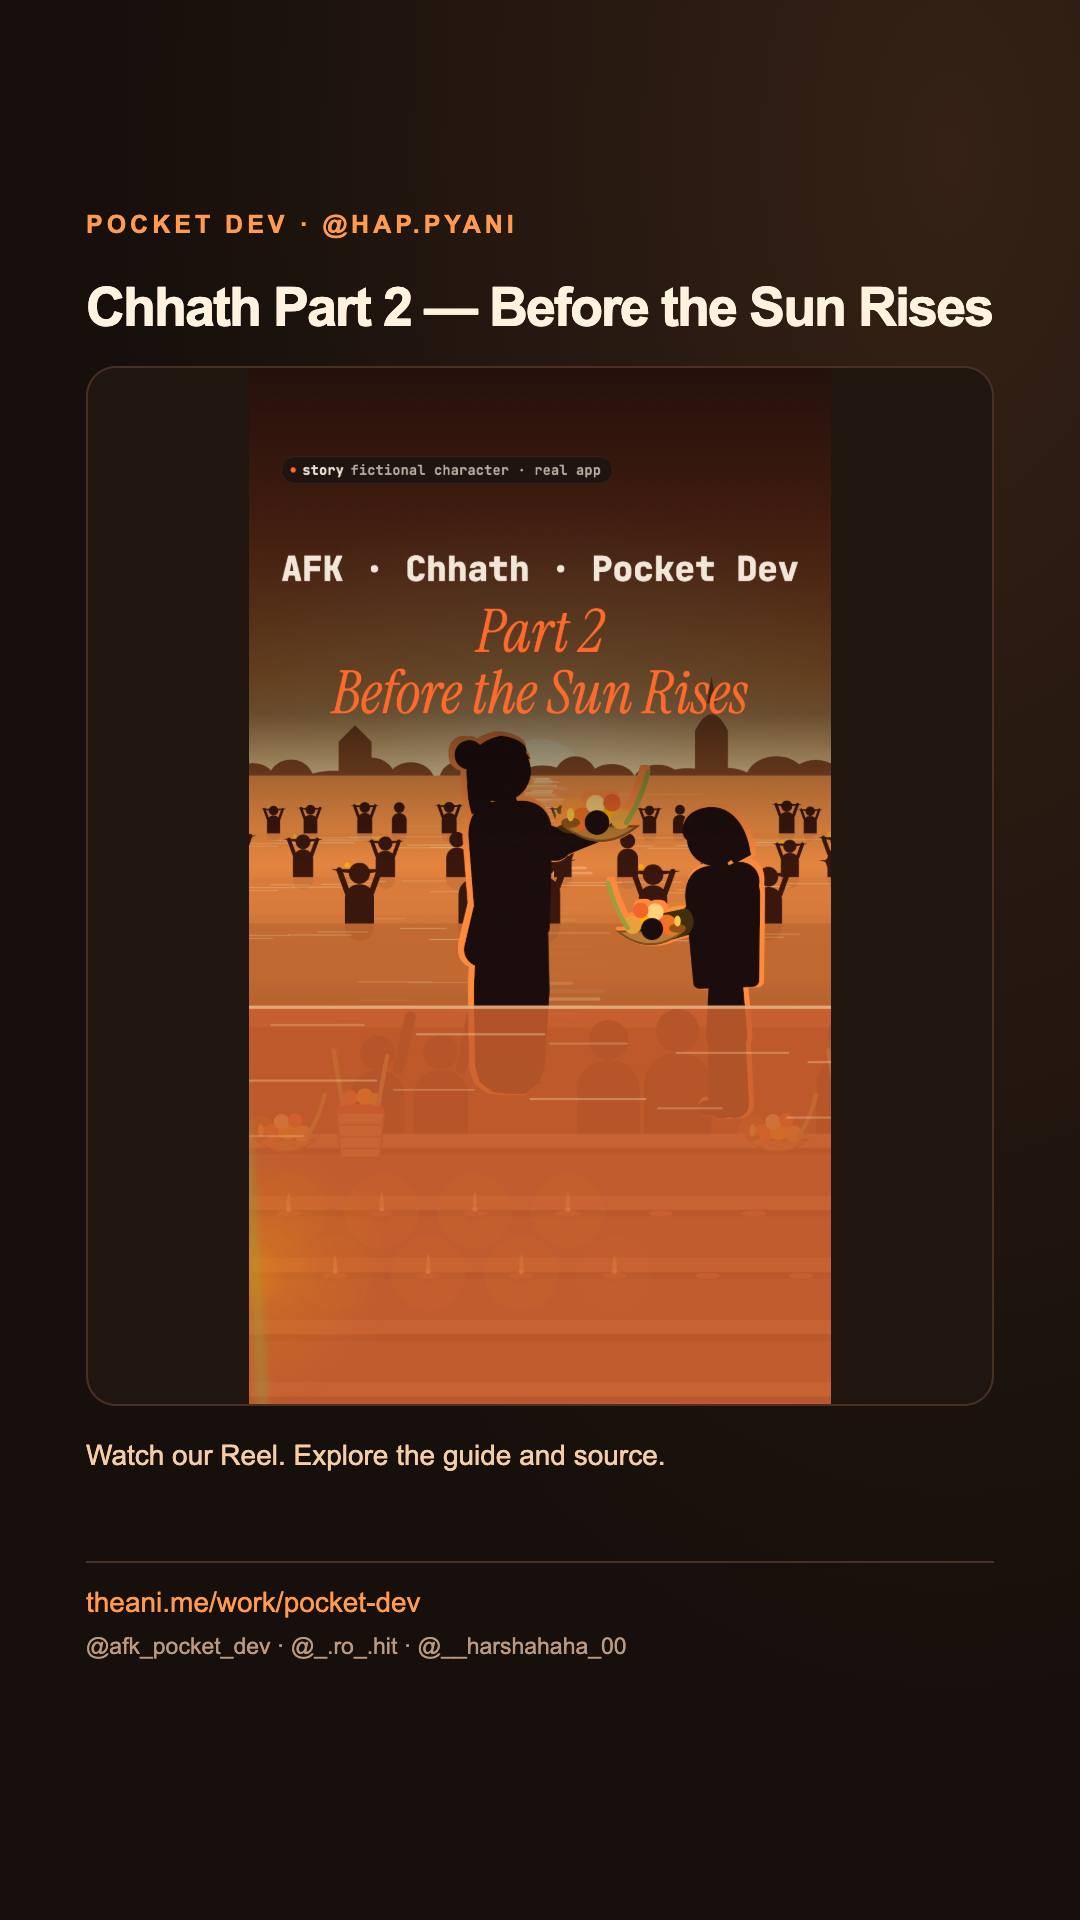 POCKET DEV · @HAP.PYANI
Chhath Part 2 — Before the Sun Rises
story fictional character · real app
AFK · Chhath · Pocket Dev
Part 2
Before the Sun Rises
Watch our Reel. Explore the guide and source.
theani.me/work/pocket-dev
@afk_pocket_dev · @_.ro_.hit · @__harshahaha_00